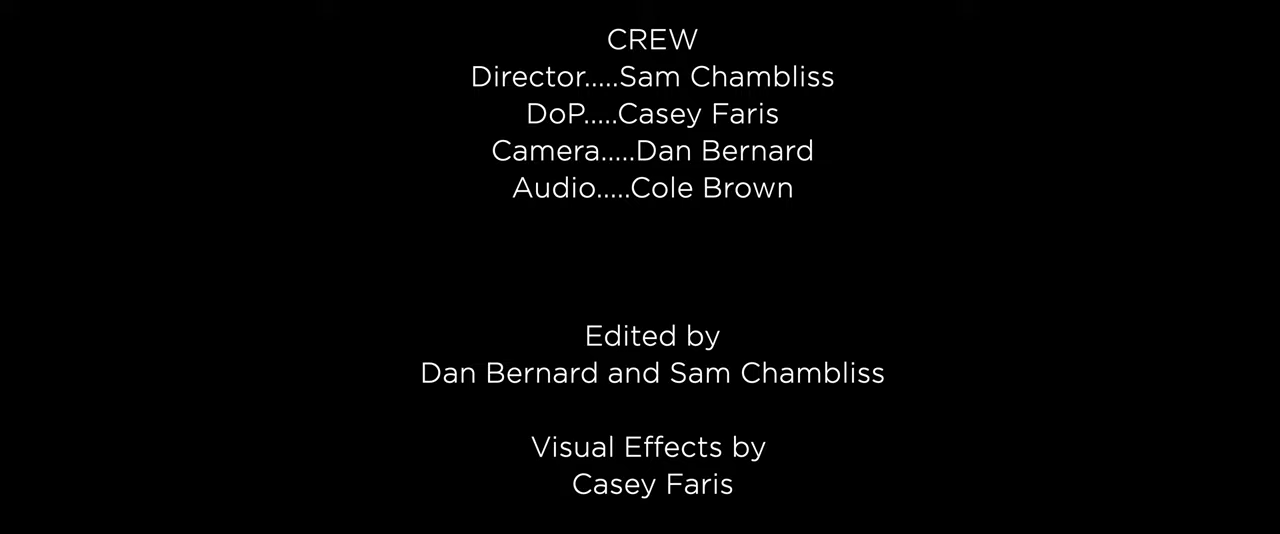 CREW
Director.....Sam Chambliss
DoP.....Casey Faris
Camera.....Dan Bernard
Audio.....Cole Brown
Edited by
Dan Bernard and Sam Chambliss
Visual Effects by
Casey Faris